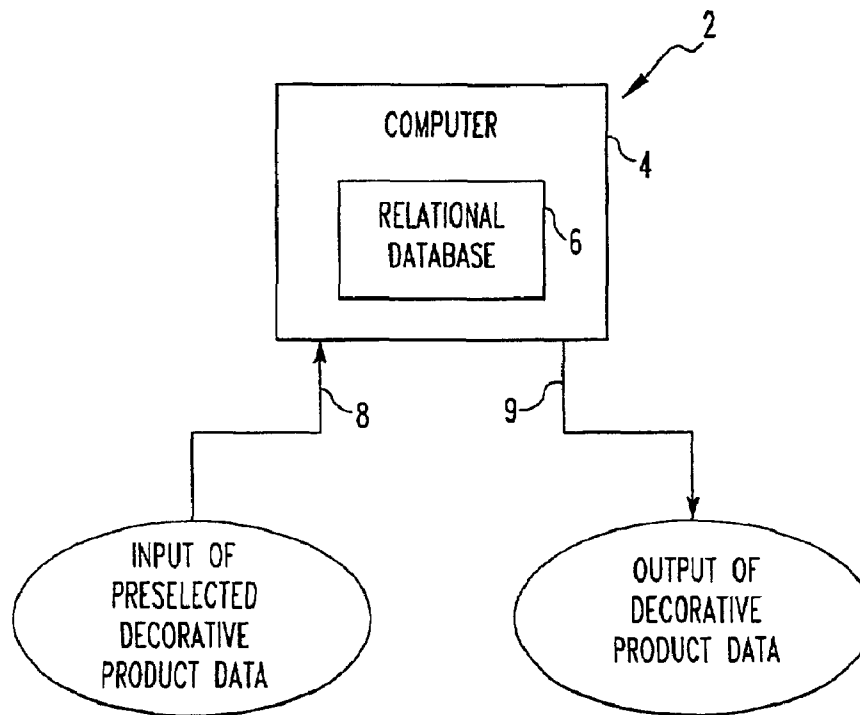 2
COMPUTER
4
RELATIONAL
DATABASE
6
8
9
INPUT OF
PRESELECTED
DECORATIVE
PRODUCT DATA
OUTPUT OF
DECORATIVE
PRODUCT DATA